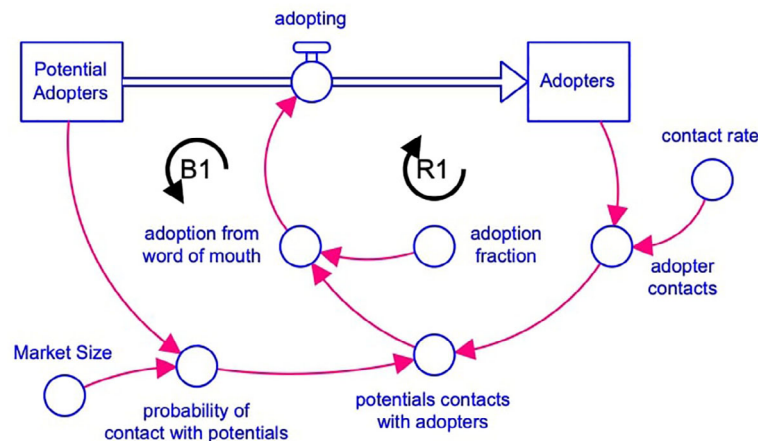 adopting
Potential
Adopters
Adopters
contact rate
B1
R1
adoption from
word of mouth
adoption
fraction
adopter
contacts
Market Size
probability of
contact with potentials
potentials contacts
with adopters